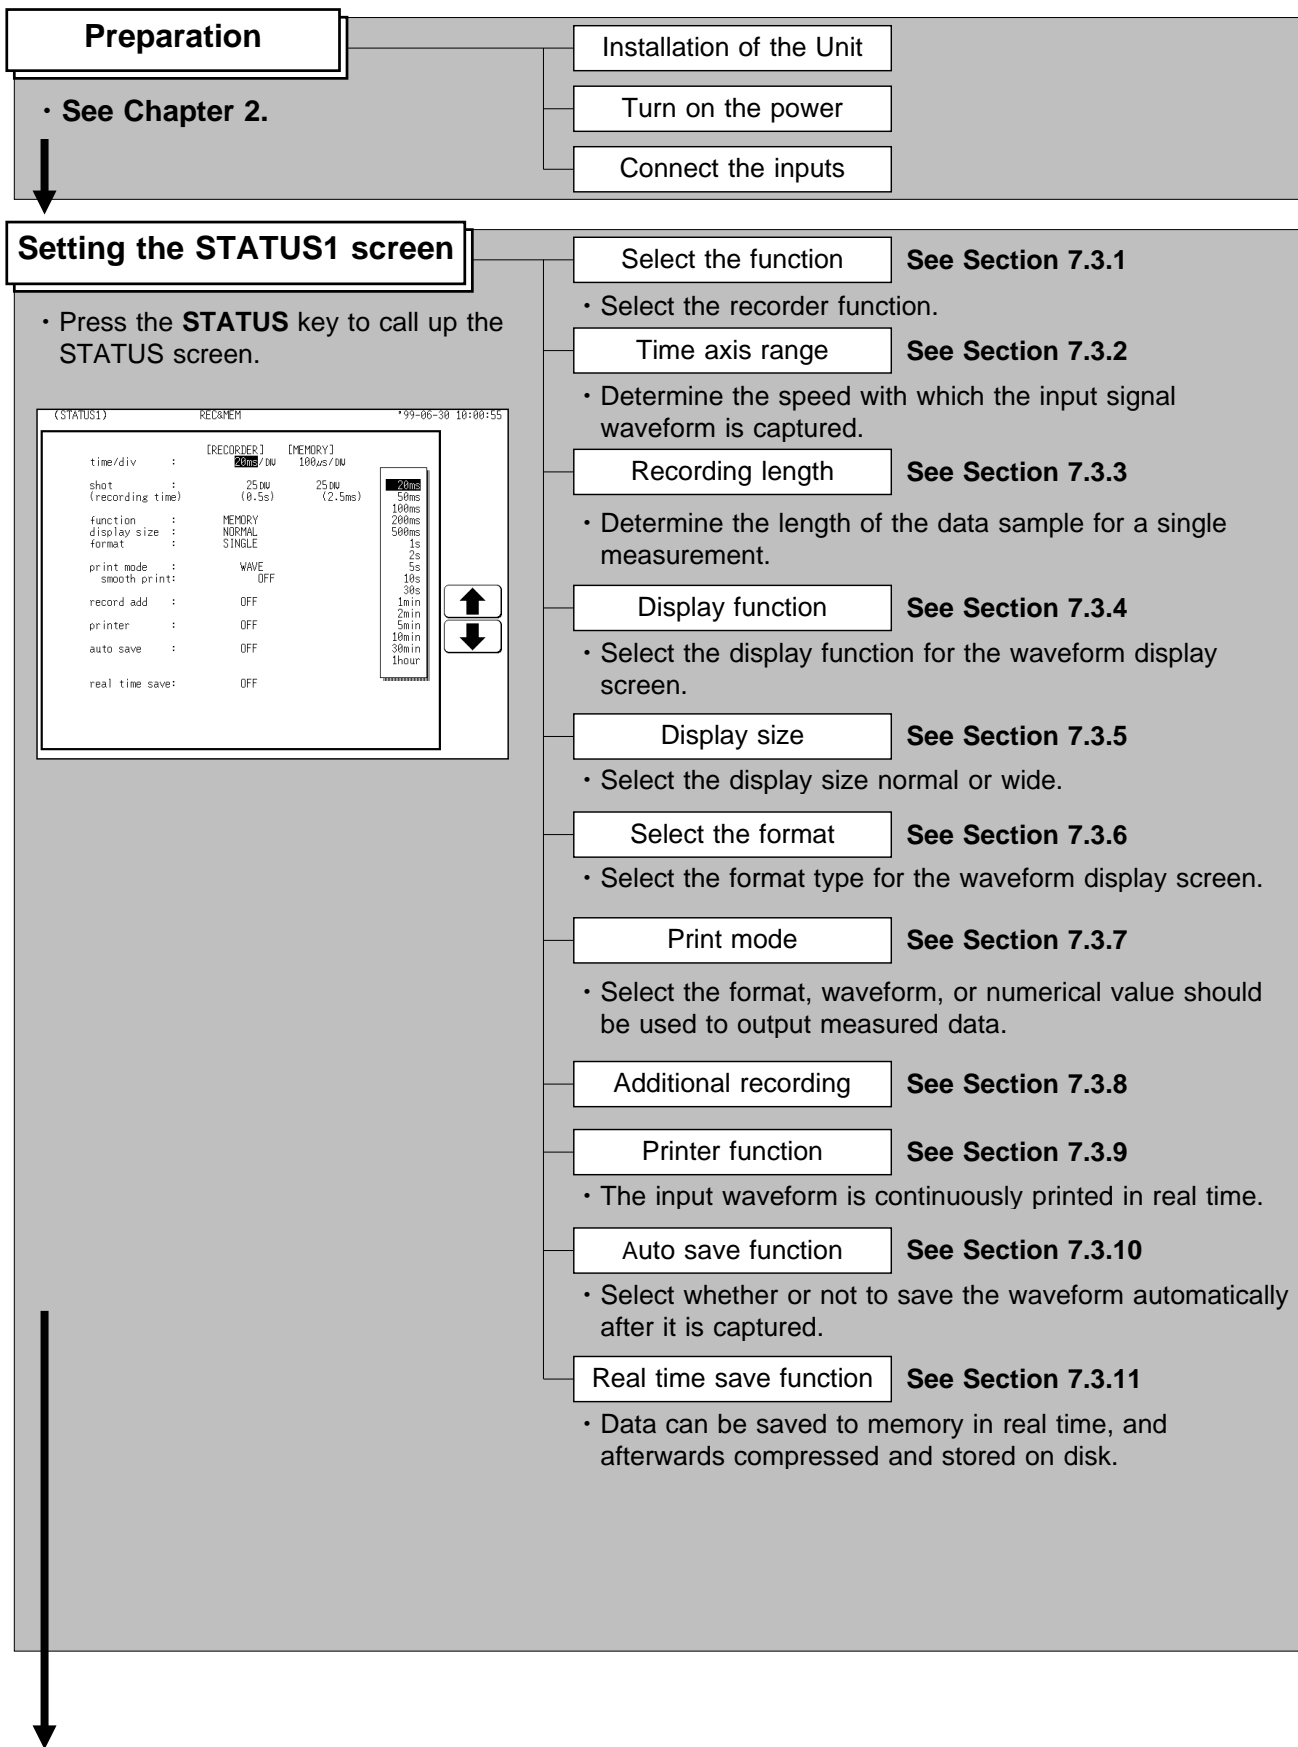 Preparation
・See Chapter 2.
Installation of the Unit
Turn on the power
Connect the inputs
Setting the STATUS1 screen
・Press the STATUS key to call up the
STATUS screen.
(STATUS1) REC&MEM '99-06-30 10:00:55
[RECORDER] [MEMORY]
time/div : 20ms/DIV 100µs/DIV
shot : 25DIV 25DIV
(recording time) (0.5s) (2.5ms)
function : MEMORY
display size : NORMAL
format : SINGLE
print mode : WAVE
smooth print: OFF
record add : OFF
printer : OFF
auto save : OFF
real time save: OFF
20ms
50ms
100ms
200ms
500ms
1s
2s
5s
10s
30s
1min
2min
5min
10min
30min
1hour
Select the function See Section 7.3.1
・Select the recorder function.
Time axis range See Section 7.3.2
・Determine the speed with which the input signal
waveform is captured.
Recording length See Section 7.3.3
・Determine the length of the data sample for a single
measurement.
Display function See Section 7.3.4
・Select the display function for the waveform display
screen.
Display size See Section 7.3.5
・Select the display size normal or wide.
Select the format See Section 7.3.6
・Select the format type for the waveform display screen.
Print mode See Section 7.3.7
・Select the format, waveform, or numerical value should
be used to output measured data.
Additional recording See Section 7.3.8
Printer function See Section 7.3.9
・The input waveform is continuously printed in real time.
Auto save function See Section 7.3.10
・Select whether or not to save the waveform automatically
after it is captured.
Real time save function See Section 7.3.11
・Data can be saved to memory in real time, and
afterwards compressed and stored on disk.